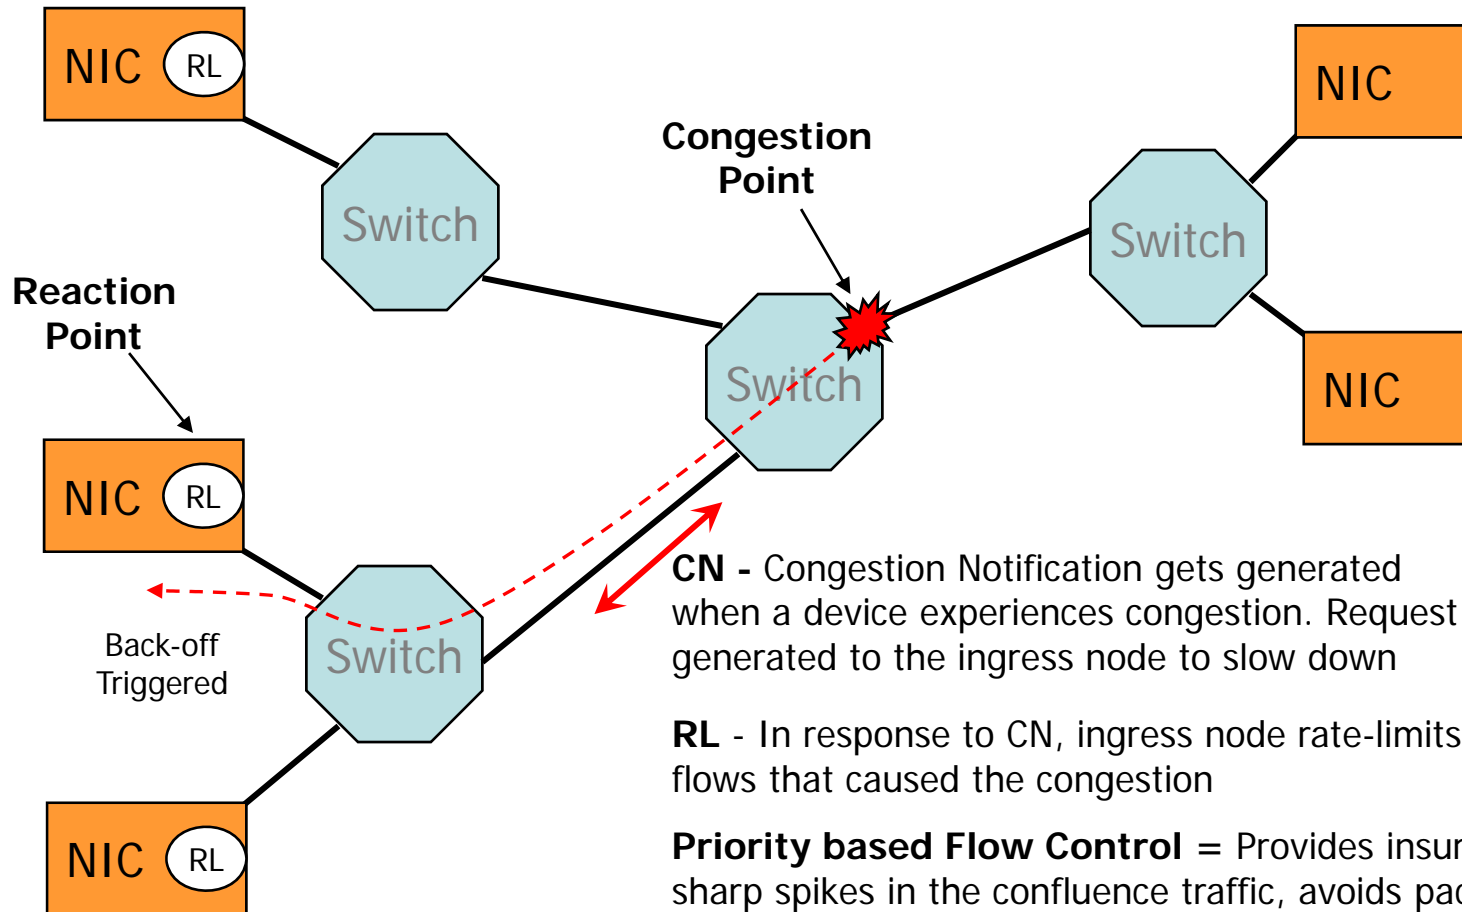 NIC RL
NIC
Congestion
Point
Switch
Switch
Reaction
Point
Switch
NIC
NIC RL
CN - Congestion Notification gets generated
when a device experiences congestion. Request
generated to the ingress node to slow down
Back-off
Triggered
Switch
RL - In response to CN, ingress node rate-limits
flows that caused the congestion
NIC RL
Priority based Flow Control = Provides
sharp spikes in the confluence traffic, avoids